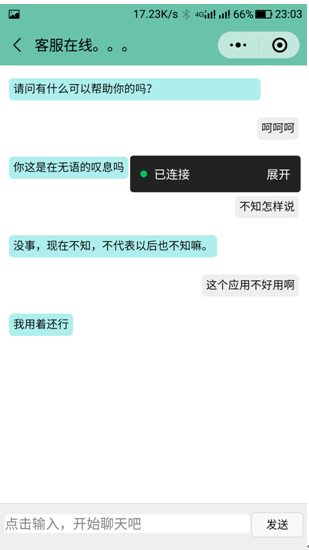 17.23K/s 4G 66% 23:03
客服在线。。。
请问有什么可以帮助你的吗?
呵呵呵
你这是在无语的叹息吗
已连接 展开
不知怎样说
没事，现在不知，不代表以后也不知嘛。
这个应用不好用啊
我用着还行
点击输入，开始聊天吧 发送